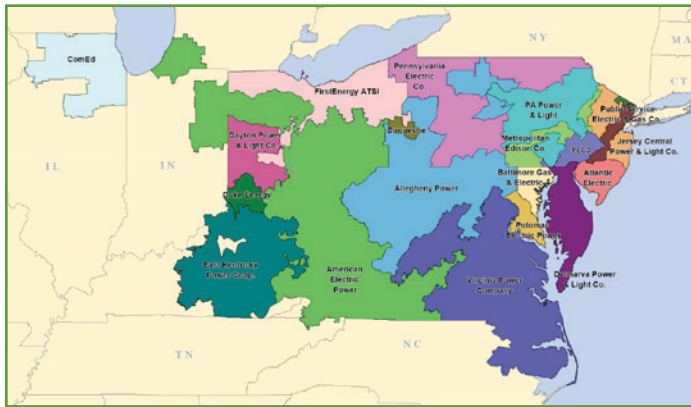 NY
MA
CT
ComEd
Pennsylvania
Electric
Co.
FirstEnergy ATSI
PA Power
& Light
Public Service
Electric & Gas Co.
Duquesne
Dayton Power
& Light Co.
Metropolitan
Edison Co.
PECO
Jersey Central
Power & Light Co.
IL
IN
Baltimore Gas
& Electric
Atlantic
Electric
Duke Energy
Allegheny Power
Potomac
Electric Power
East Kentucky
Power Coop.
American
Electric
Power
Virginia Power
Company
Delmarva Power
& Light Co.
TN
NC